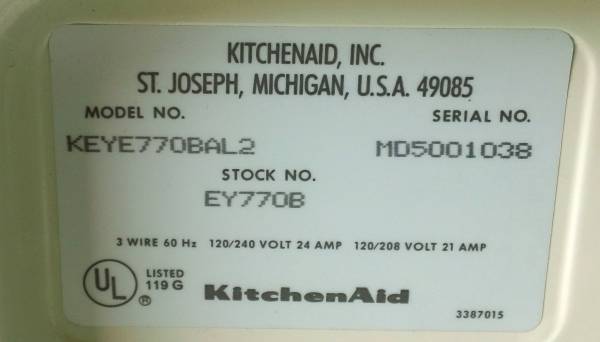 KITCHENAID, INC.
ST. JOSEPH, MICHIGAN, U.S.A. 49085
MODEL NO. SERIAL NO.
KEYE770BAL2 MD5001038
STOCK NO.
EY770B
3 WIRE 60 Hz 120/240 VOLT 24 AMP 120/208 VOLT 21 AMP
UL LISTED
119 G
®
KitchenAid
3387015